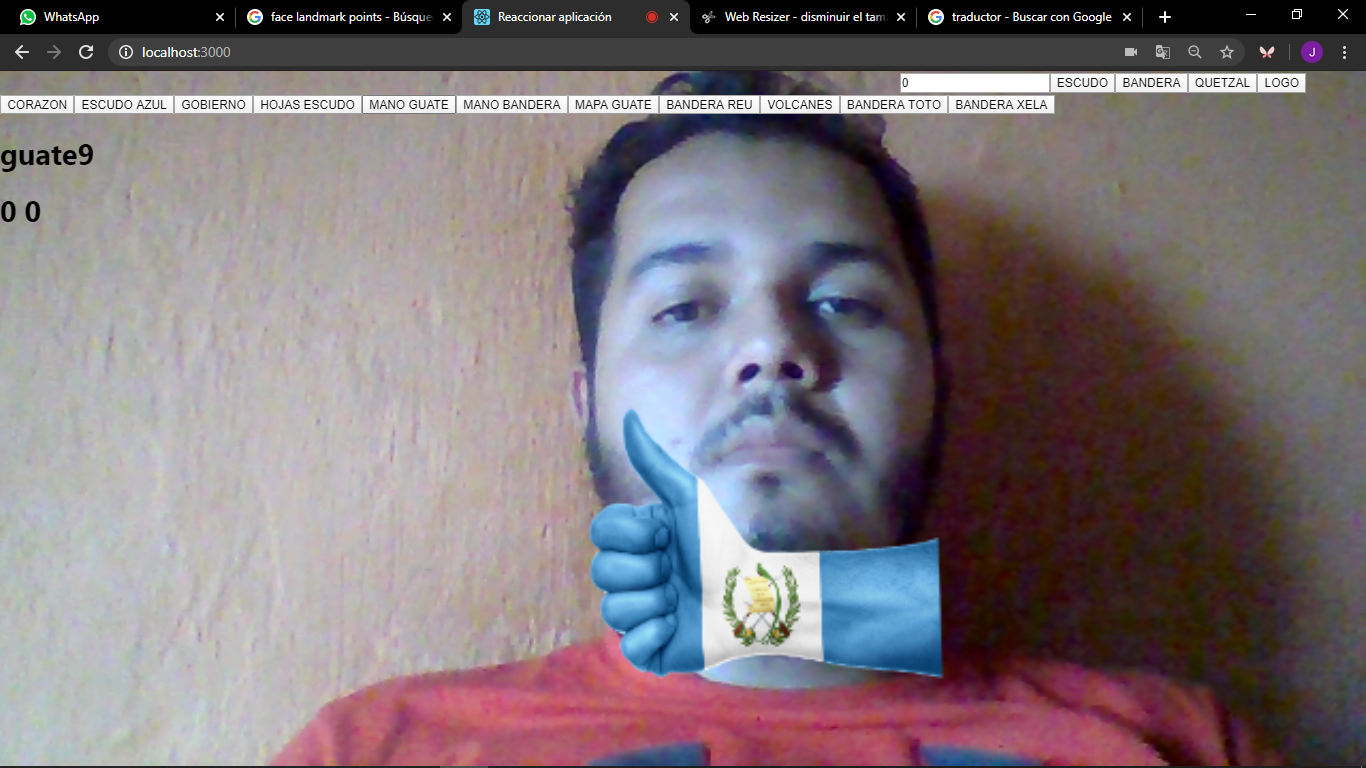 WhatsApp
face landmark points - Búsque
Reaccionar aplicación
Web Resizer - disminuir el tam
traductor - Buscar con Google
localhost:3000
J
0
ESCUDO BANDERA QUETZAL LOGO
CORAZON ESCUDO AZUL GOBIERNO HOJAS ESCUDO MANO GUATE MANO BANDERA MAPA GUATE BANDERA REU VOLCANES BANDERA TOTO BANDERA XELA
guate9
0 0